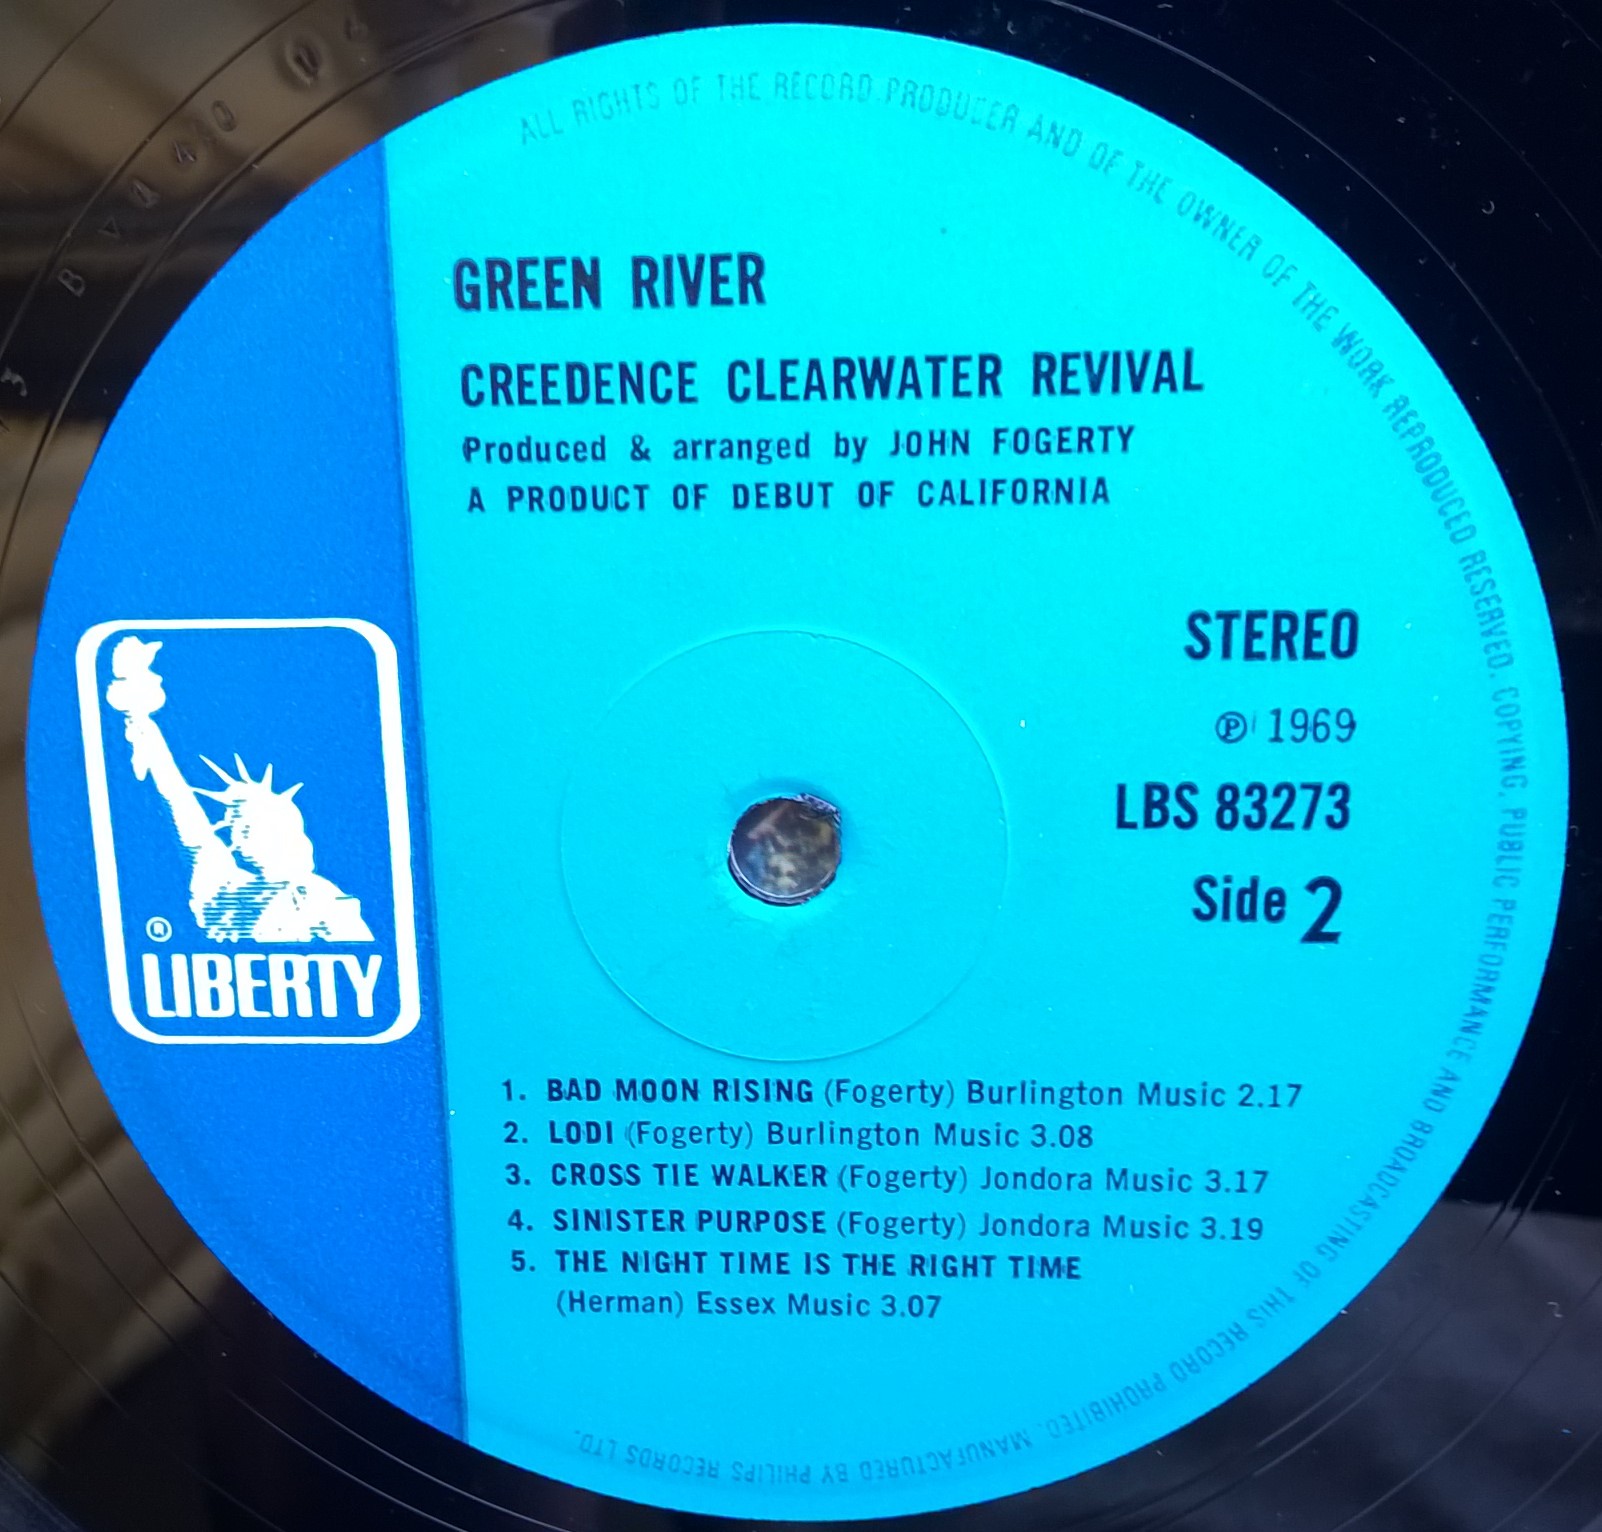 GREEN RIVER
CREEDENCE CLEARWATER REVIVAL
Produced & arranged by JOHN FOGERTY
A PRODUCT OF DEBUT OF CALIFORNIA
STEREO
℗ 1969
LBS 83273
Side 2
® LIBERTY
1. BAD MOON RISING (Fogerty) Burlington Music 2.17
2. LODI (Fogerty) Burlington Music 3.08
3. CROSS TIE WALKER (Fogerty) Jondora Music 3.17
4. SINISTER PURPOSE (Fogerty) Jondora Music 3.19
5. THE NIGHT TIME IS THE RIGHT TIME
(Herman) Essex Music 3.07
ALL RIGHTS OF THE RECORD PRODUCER AND OF THE OWNER OF THE WORK REPRODUCED RESERVED. COPYING, PUBLIC PERFORMANCE AND BROADCASTING OF THIS RECORD PROHIBITED. MANUFACTURED BY PHILIPS RECORDS LTD.